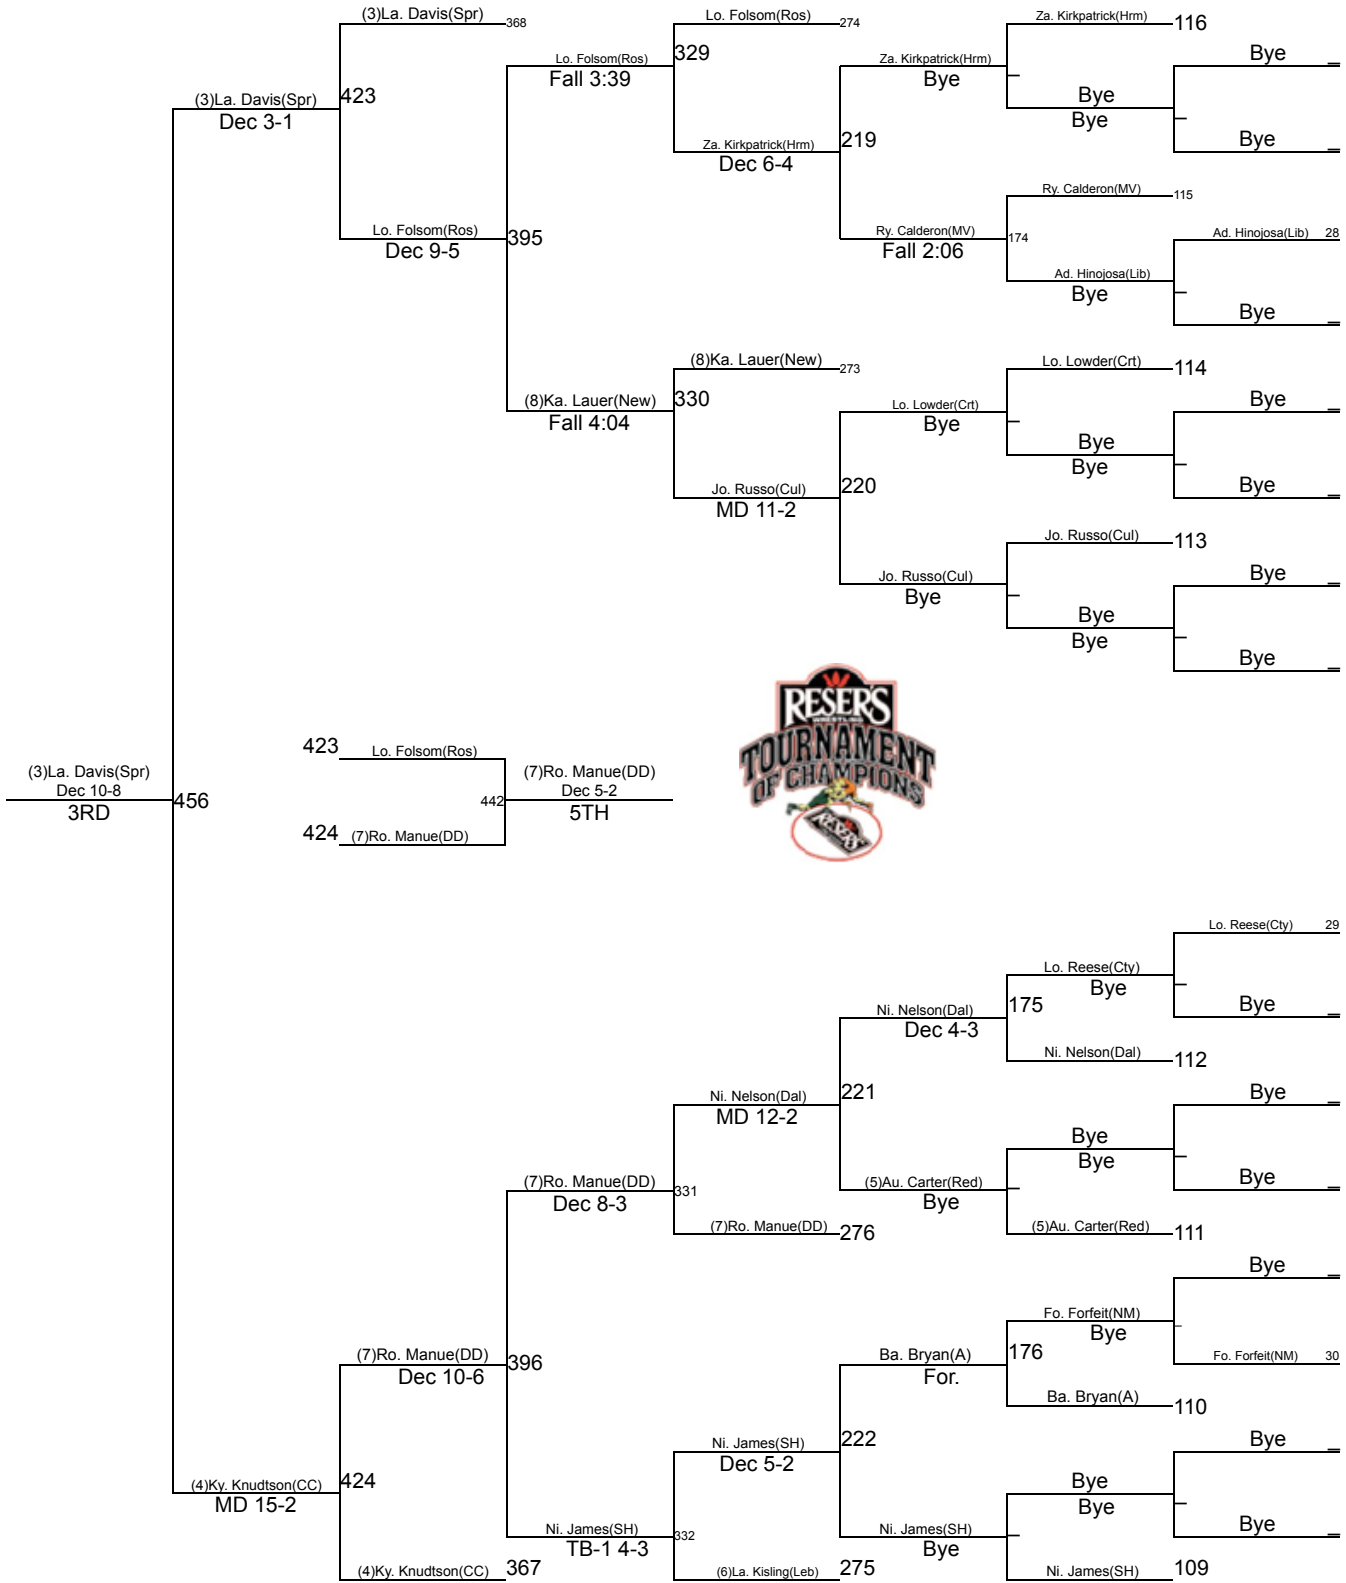 (3)La. Davis(Spr) 368
Lo. Folsom(Ros) 274
Za. Kirkpatrick(Hrm) 116
Bye _
Lo. Folsom(Ros) 329
Fall 3:39
Za. Kirkpatrick(Hrm)
Bye
_
Bye
Bye
_
(3)La. Davis(Spr) 423
Dec 3-1
Za. Kirkpatrick(Hrm) 219
Dec 6-4
Bye _
Ry. Calderon(MV) 115
Lo. Folsom(Ros) 395
Dec 9-5
Ry. Calderon(MV) 174
Fall 2:06
Ad. Hinojosa(Lib) 28
Ad. Hinojosa(Lib)
Bye
_
Bye _
(8)Ka. Lauer(New) 273
Lo. Lowder(Crt) 114
(8)Ka. Lauer(New) 330
Fall 4:04
Lo. Lowder(Crt)
Bye
_
Bye _
Bye
Bye
_
Jo. Russo(Cul) 220
MD 11-2
Bye _
Jo. Russo(Cul) 113
Jo. Russo(Cul)
Bye
_
Bye _
Bye
Bye
_
Bye _
RESER'S
WRESTLING
TOURNAMENT
OF CHAMPIONS
RESER'S
423 Lo. Folsom(Ros)
(3)La. Davis(Spr)
Dec 10-8
3RD
456
442
(7)Ro. Manue(DD)
Dec 5-2
5TH
424 (7)Ro. Manue(DD)
Lo. Reese(Cty) 29
Lo. Reese(Cty)
Bye
_
Bye _
Ni. Nelson(Dal) 175
Dec 4-3
Ni. Nelson(Dal) 112
Ni. Nelson(Dal) 221
MD 12-2
Bye _
Bye
Bye
_
(7)Ro. Manue(DD) 331
Dec 8-3
(5)Au. Carter(Red)
Bye
_
Bye _
(7)Ro. Manue(DD) 276
(5)Au. Carter(Red) 111
Bye _
Fo. Forfeit(NM)
Bye
_
(7)Ro. Manue(DD) 396
Dec 10-6
Ba. Bryan(A) 176
For.
Fo. Forfeit(NM) 30
Ba. Bryan(A) 110
Ni. James(SH) 222
Dec 5-2
Bye _
(4)Ky. Knudtson(CC) 424
MD 15-2
Bye
Bye
_
Ni. James(SH) 332
TB-1 4-3
Ni. James(SH)
Bye
_
Bye _
(4)Ky. Knudtson(CC) 367
(6)La. Kisling(Leb) 275
Ni. James(SH) 109